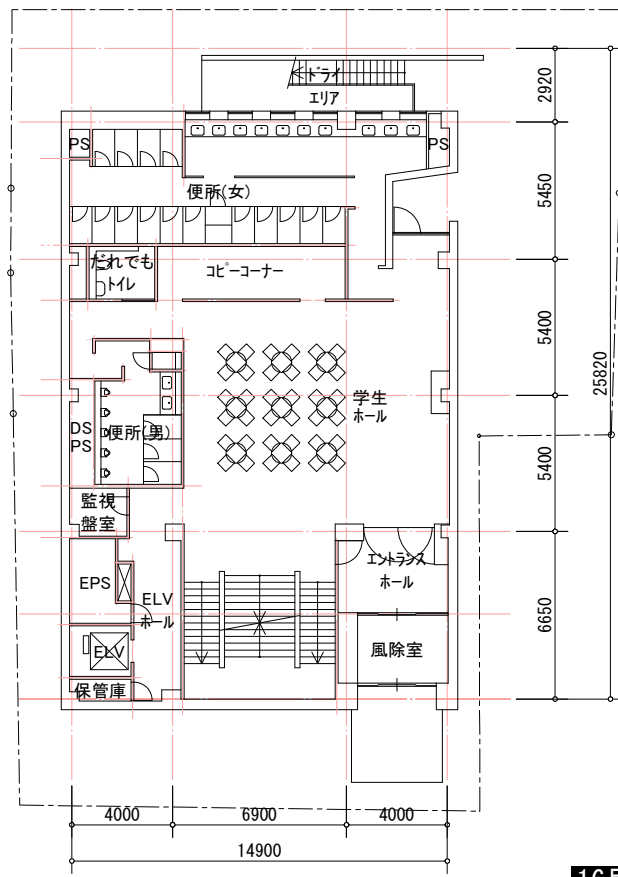 ドライ
エリア
2920
PS
PS
便所(女)
5450
だれでも
トイレ
コピーコーナー
5400
25820
学生
ホール
DS
PS
便所(男)
5400
監視
盤室
エントランス
ホール
EPS
ELV
ホール
6650
風除室
ELV
保管庫
4000
6900
4000
14900